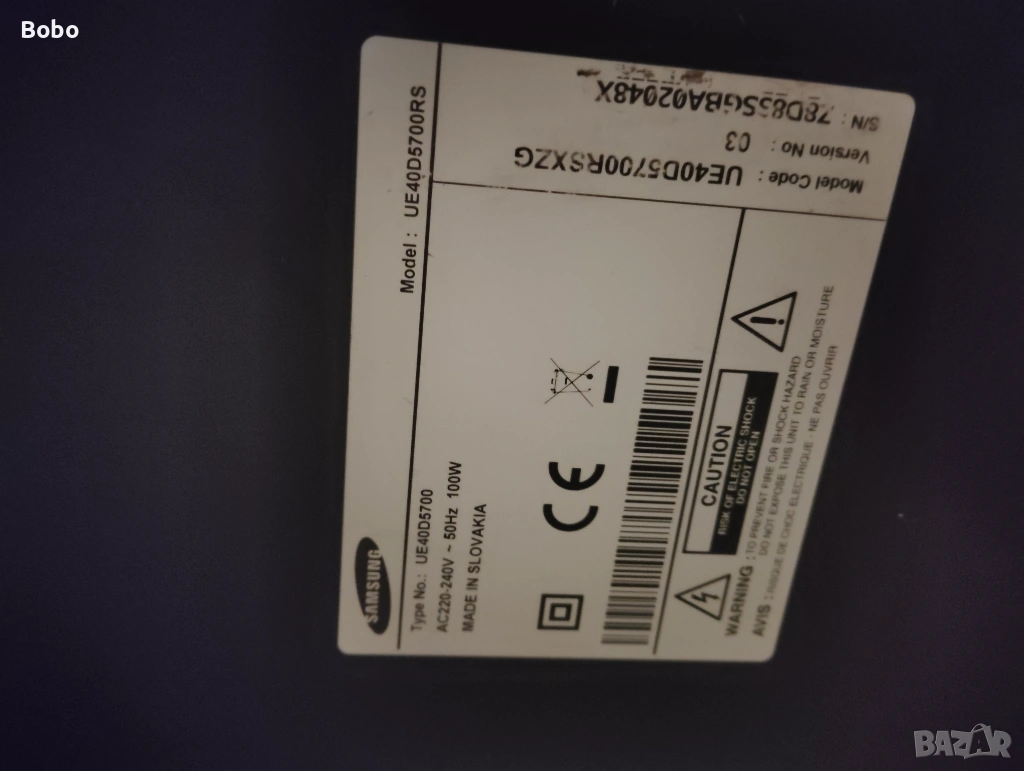 Bobo
SAMSUNG
Model : UE40D5700RS
Type No.: UE40D5700
AC220-240V ~ 50Hz 100W
MADE IN SLOVAKIA
CE
CAUTION
RISK OF ELECTRIC SHOCK
DO NOT OPEN
WARNING : TO PREVENT FIRE OR SHOCK HAZARD
DO NOT EXPOSE THIS UNIT TO RAIN OR MOISTURE
AVIS : RISQUE DE CHOC ELECTRIQUE - NE PAS OUVRIR
Model Code : UE40D5700RSXZG
Version No : 03
S/N :
BAZAR